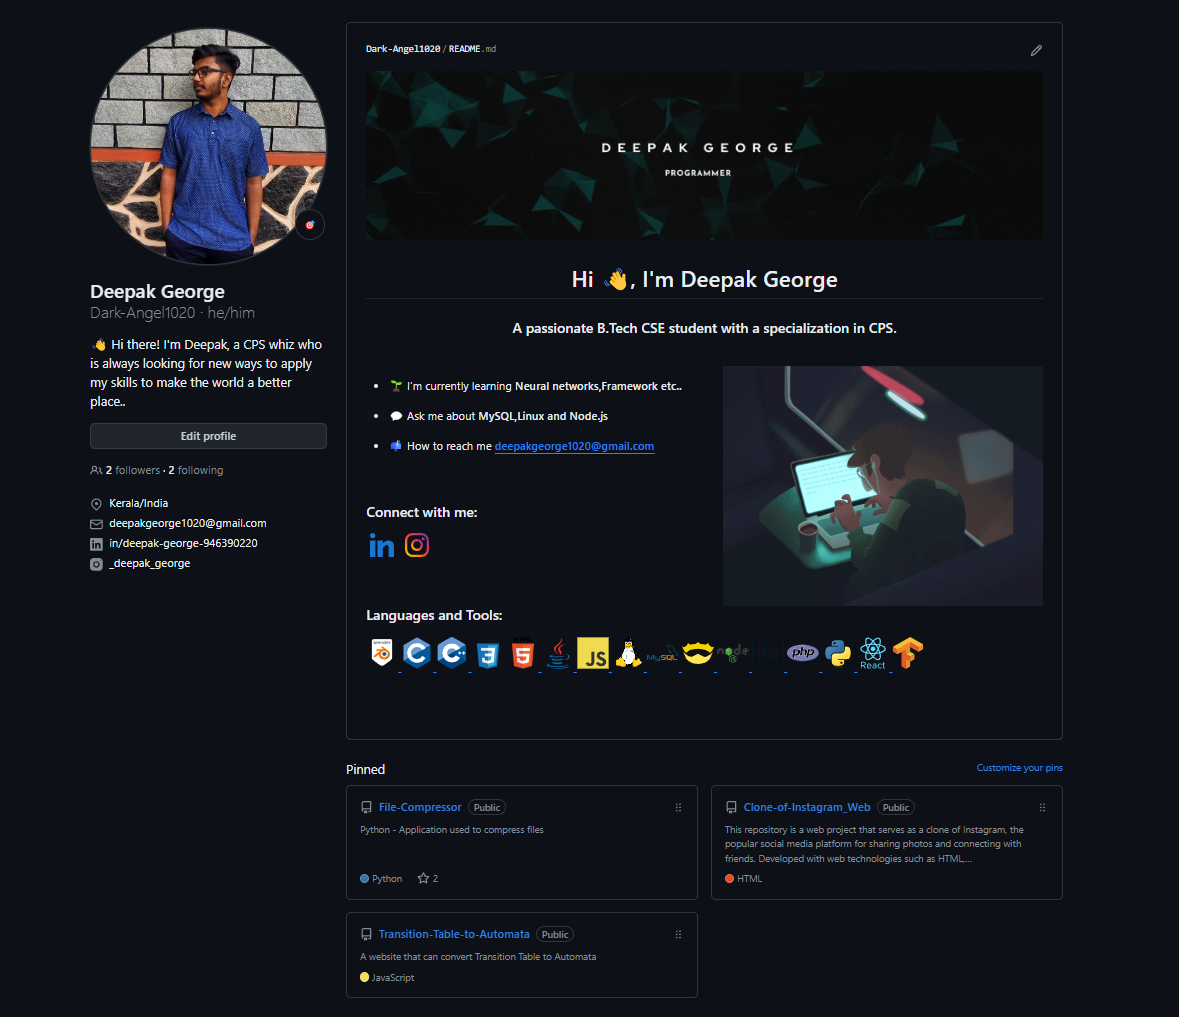 Dark-Angel1020/README.md
DEEPAK GEORGE
PROGRAMMER
Hi 👋, I'm Deepak George
A passionate B.Tech CSE student with a specialization in CPS.
🌱 I'm currently learning Neural networks,Framework etc..
💬 Ask me about MySQL,Linux and Node.js
📫 How to reach me deepakgeorge1020@gmail.com
Connect with me:
in
Languages and Tools:
blender
C
C++
3
HTML
5
Java
JS
MySQL
node
php
React
Deepak George
Dark-Angel1020 · he/him
👋 Hi there! I'm Deepak, a CPS whiz who
is always looking for new ways to apply
my skills to make the world a better
place..
Edit profile
2 followers · 2 following
Kerala/India
deepakgeorge1020@gmail.com
in/deepak-george-946390220
_deepak_george
Pinned
Customize your pins
File-Compressor Public
Python - Application used to compress files
Python 2
Clone-of-Instagram_Web Public
This repository is a web project that serves as a clone of Instagram, the
popular social media platform for sharing photos and connecting with
friends. Developed with web technologies such as HTML,...
HTML
Transition-Table-to-Automata Public
A website that can convert Transition Table to Automata
JavaScript